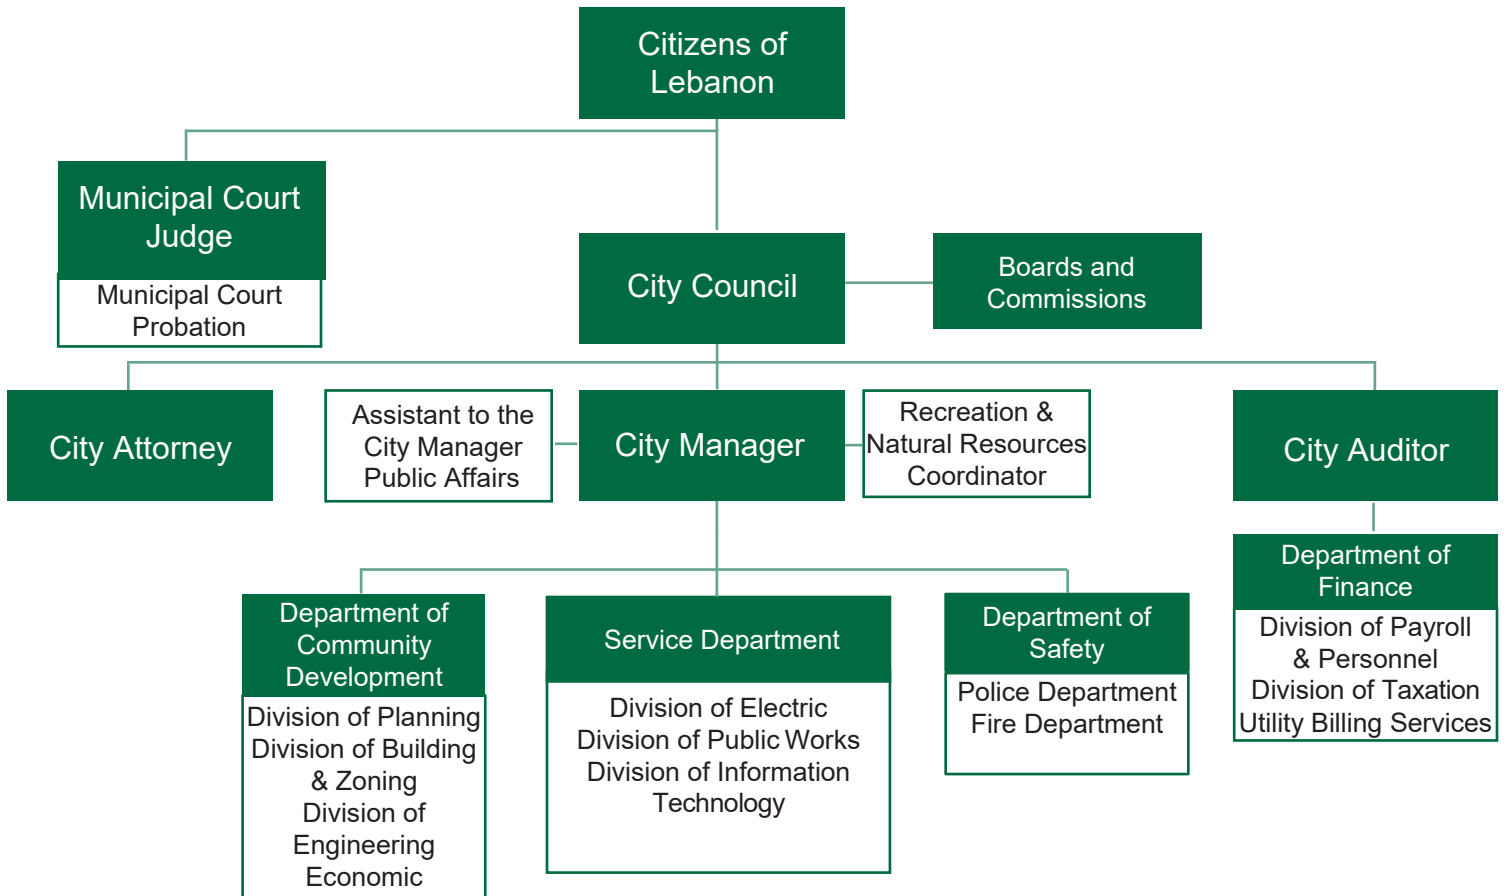 Citizens of
Lebanon
Municipal Court
Judge
Municipal Court
Probation
City Council
Boards and
Commissions
City Attorney
Assistant to the
City Manager
Public Affairs
City Manager
Recreation &
Natural Resources
Coordinator
City Auditor
Department of
Community
Development
Division of Planning
Division of Building
& Zoning
Division of
Engineering
Economic
Service Department
Division of Electric
Division of Public Works
Division of Information
Technology
Department of
Safety
Police Department
Fire Department
Department of
Finance
Division of Payroll
& Personnel
Division of Taxation
Utility Billing Services